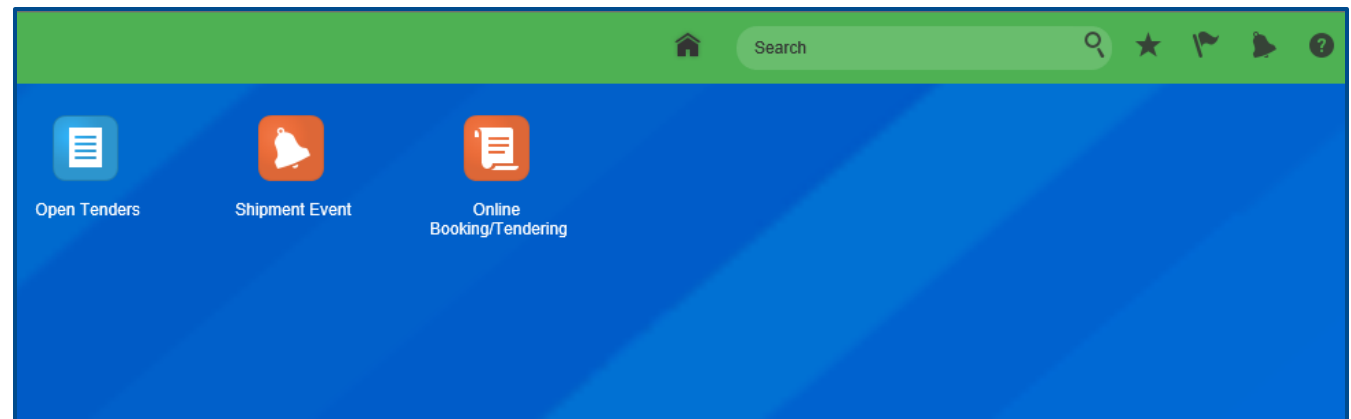 Search
Open Tenders
Shipment Event
Online
Booking/Tendering